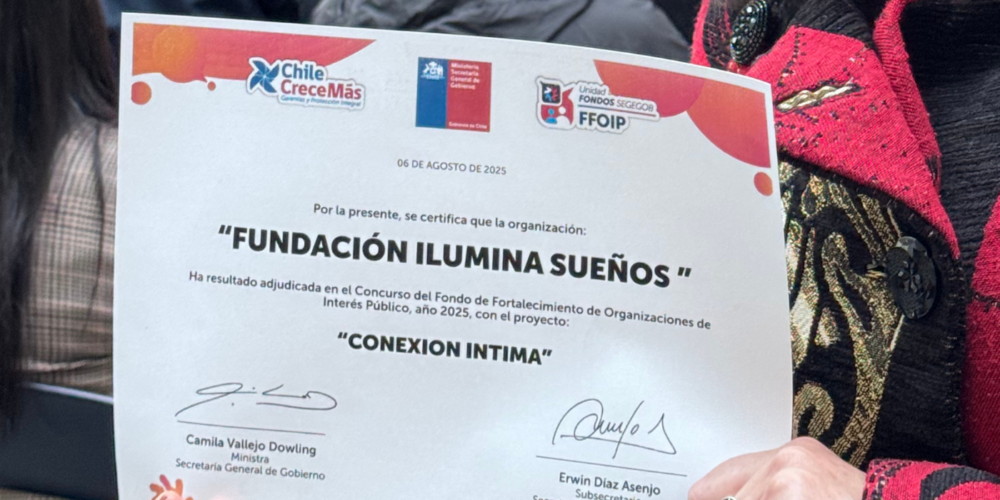 Chile
CreceMás
Garantías y Protección Integral
Ministerio
Secretaría
General de
Gobierno
Gobierno de Chile
Unidad
FONDOS SEGEGOB
FFOIP
06 DE AGOSTO DE 2025
Por la presente, se certifica que la organización:
“FUNDACIÓN ILUMINA SUEÑOS ”
Ha resultado adjudicada en el Concurso del Fondo de Fortalecimiento de Organizaciones de
Interés Público, año 2025, con el proyecto:
“CONEXION INTIMA”
Camila Vallejo Dowling
Ministra
Secretaría General de Gobierno
Erwin Díaz Asenjo